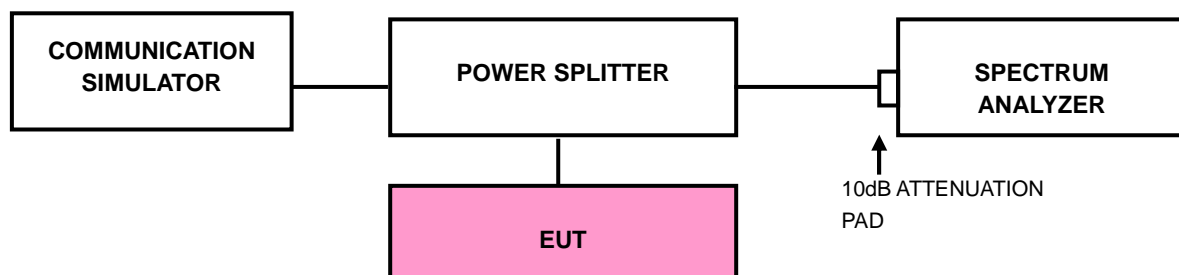 COMMUNICATION
SIMULATOR
POWER SPLITTER
SPECTRUM
ANALYZER
10dB ATTENUATION
PAD
EUT